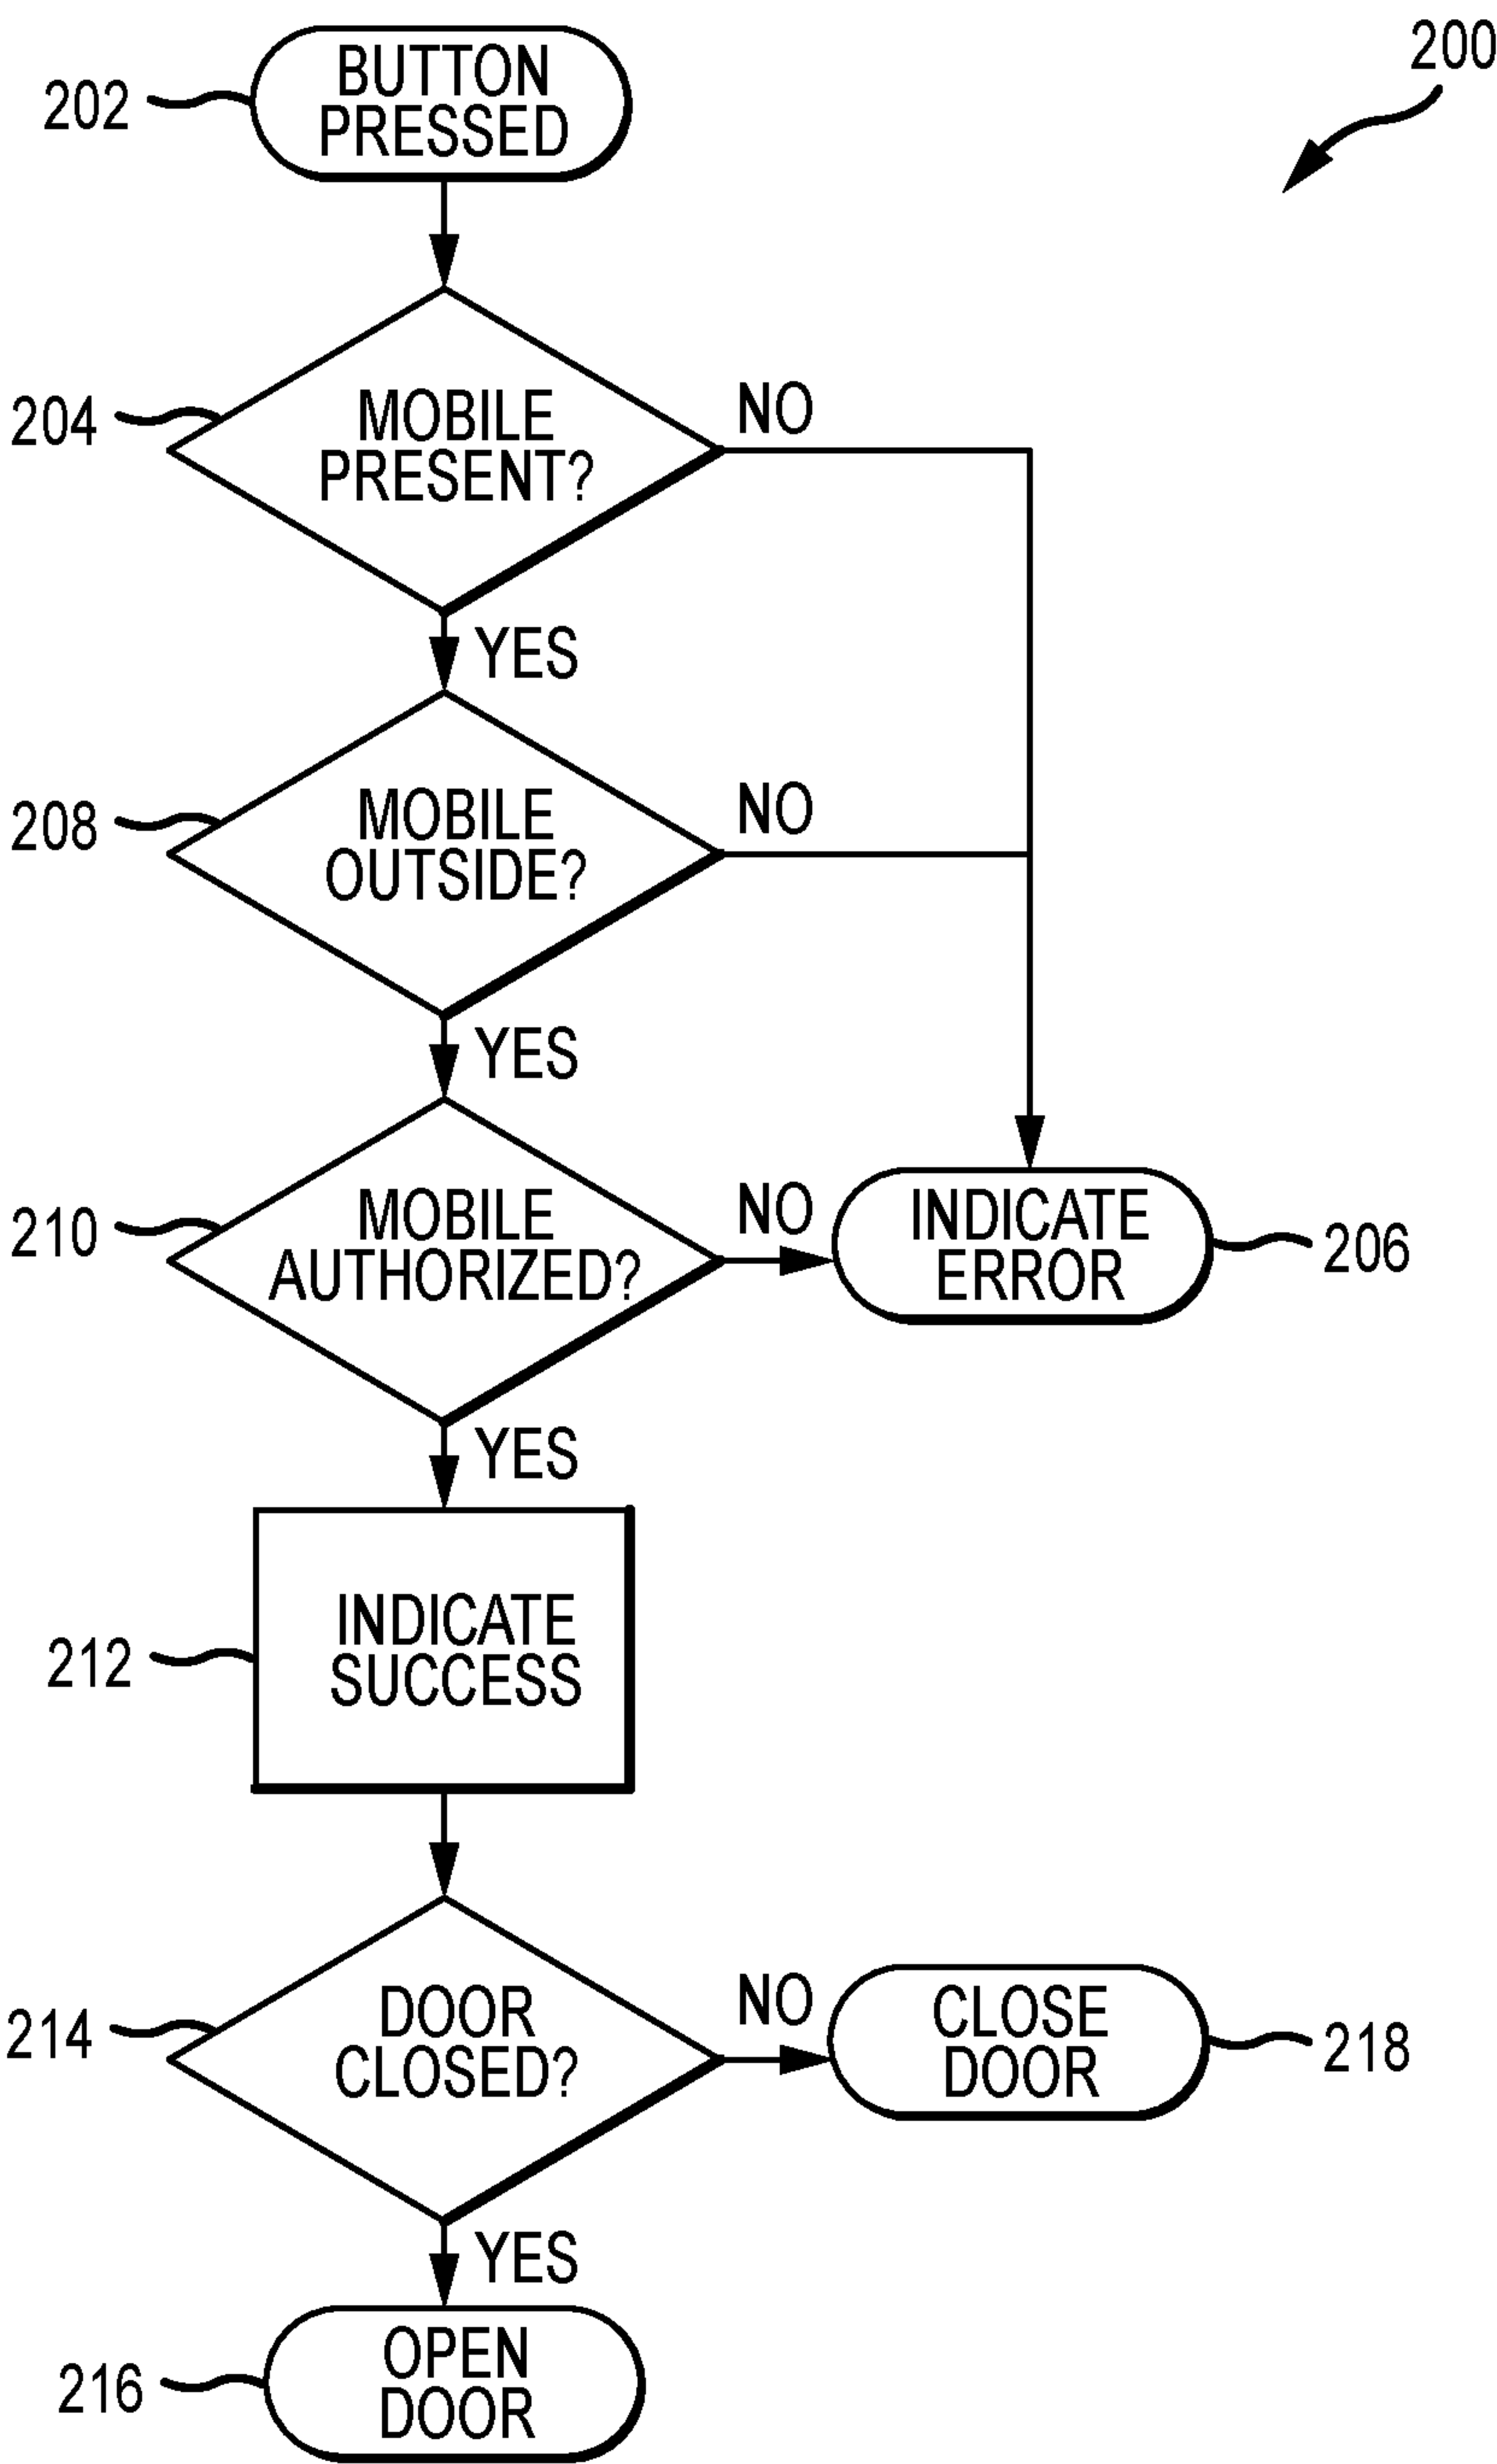 200
202
BUTTON
PRESSED
204
MOBILE
PRESENT?
NO
YES
208
MOBILE
OUTSIDE?
NO
YES
210
MOBILE
AUTHORIZED?
NO
INDICATE
ERROR
206
YES
212
INDICATE
SUCCESS
214
DOOR
CLOSED?
NO
CLOSE
DOOR
218
YES
216
OPEN
DOOR